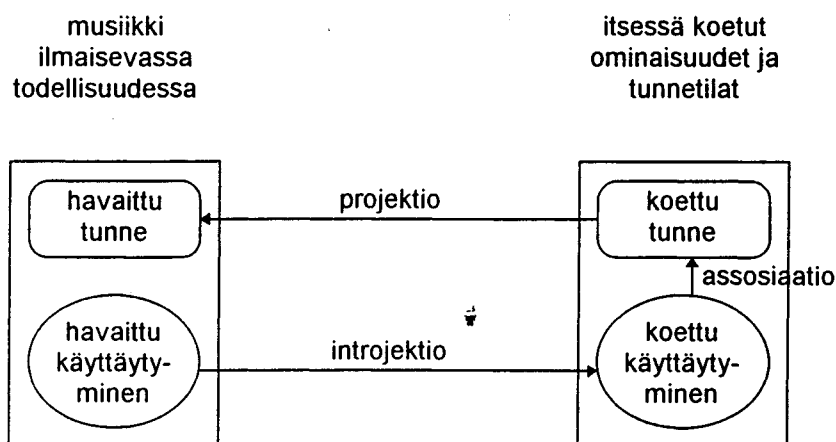 musiikki
ilmaisevassa
todellisuudessa
itsessä koetut
ominaisuudet ja
tunnetilat
havaittu
tunne
projektio
koettu
tunne
assosiaatio
havaittu
käyttäyty-
minen
introjektio
koettu
käyttäyty-
minen